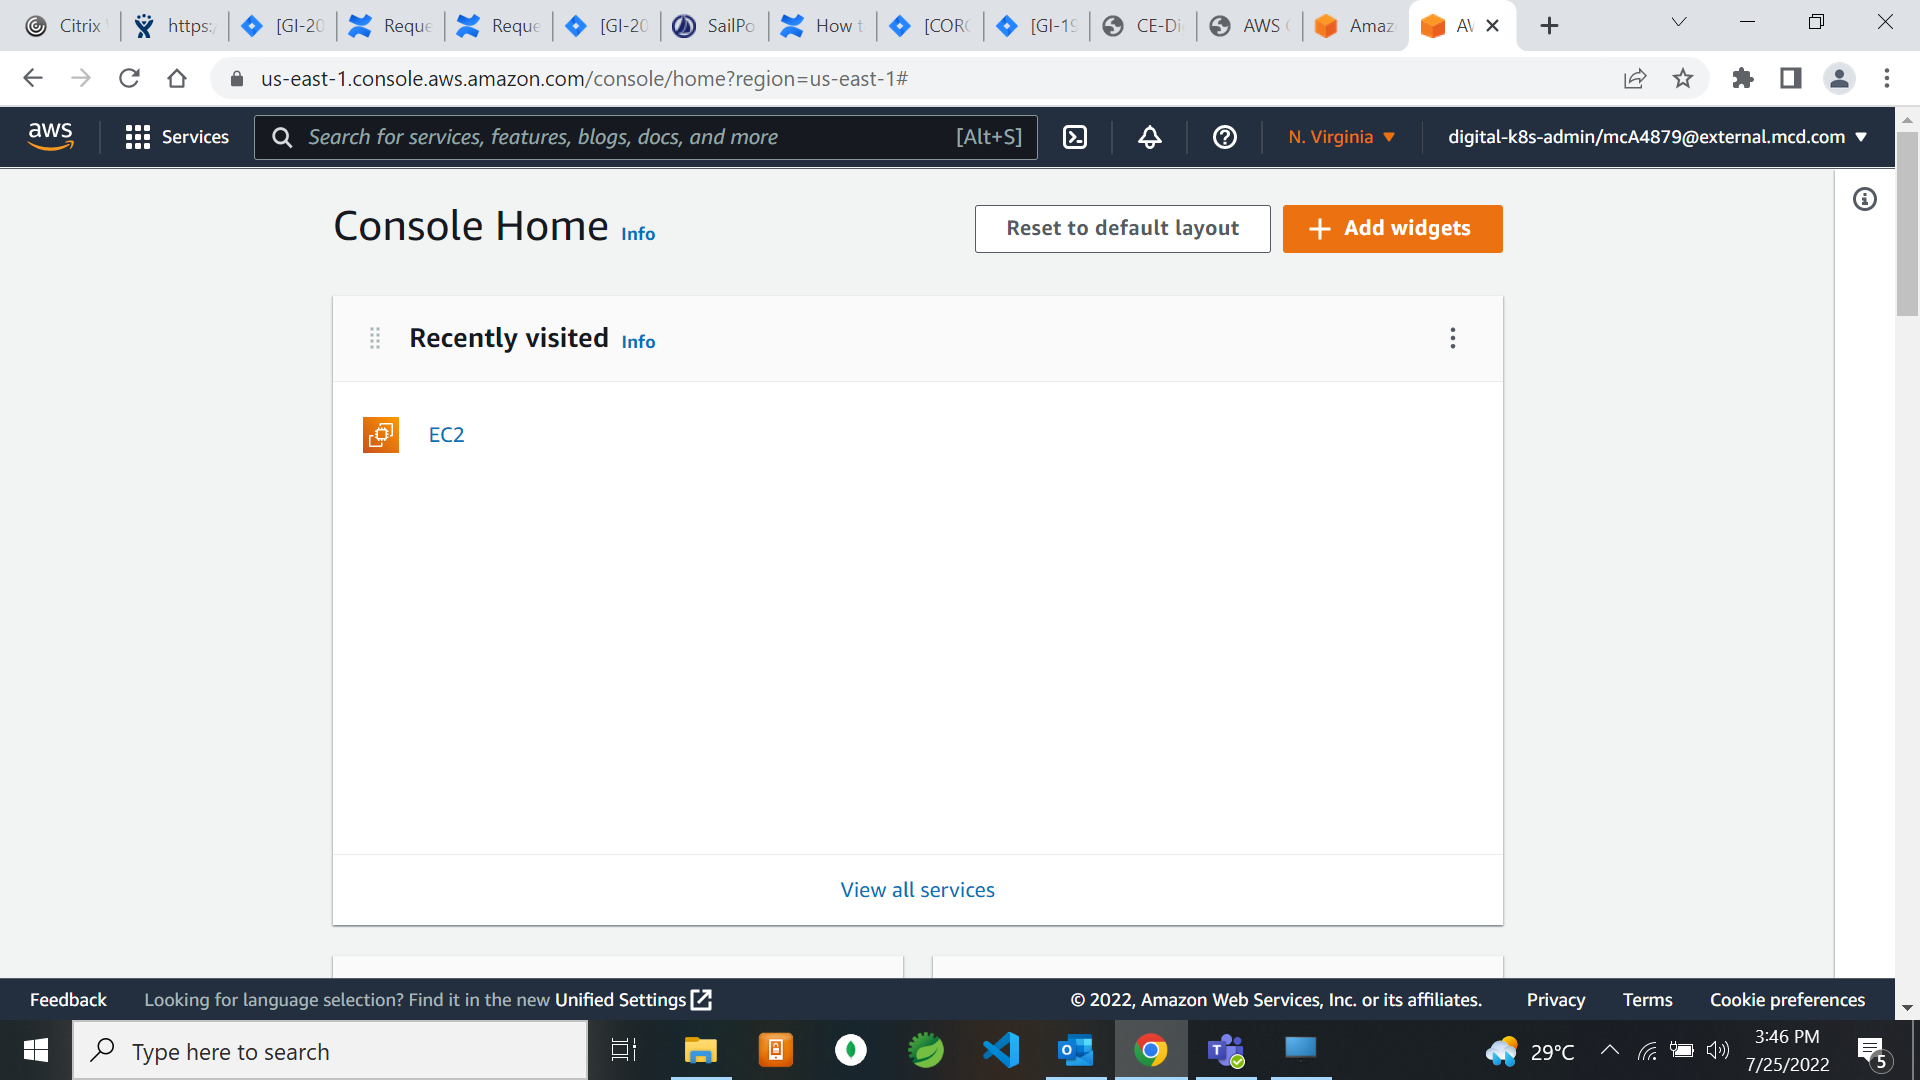 Citrix
https:/
[GI-20
Reque
Reque
[GI-20
SailPo
How t
[CORO
[GI-19
CE-Di
AWS
Amaz
AW
us-east-1.console.aws.amazon.com/console/home?region=us-east-1#
aws
Services
Search for services, features, blogs, docs, and more
[Alt+S]
N. Virginia
digital-k8s-admin/mcA4879@external.mcd.com
Console Home Info
Reset to default layout
Add widgets
Recently visited Info
EC2
View all services
Feedback
Looking for language selection? Find it in the new Unified Settings
© 2022, Amazon Web Services, Inc. or its affiliates.
Privacy
Terms
Cookie preferences
Type here to search
29°C
3:46 PM
7/25/2022
5